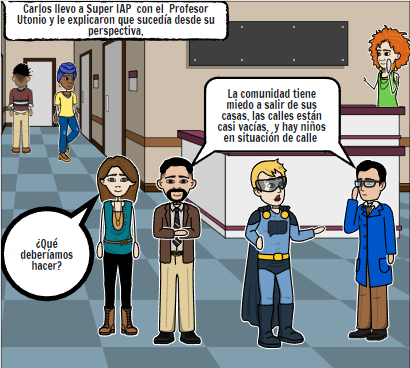 Carlos llevo a Super IAP con el Profesor
Utonio y le explicaron que sucedía desde su
perspectiva,
La comunidad tiene
miedo a salir de sus
casas, las calles están
casi vacías, y hay niños
en situación de calle
¿Qué
deberíamos
hacer?